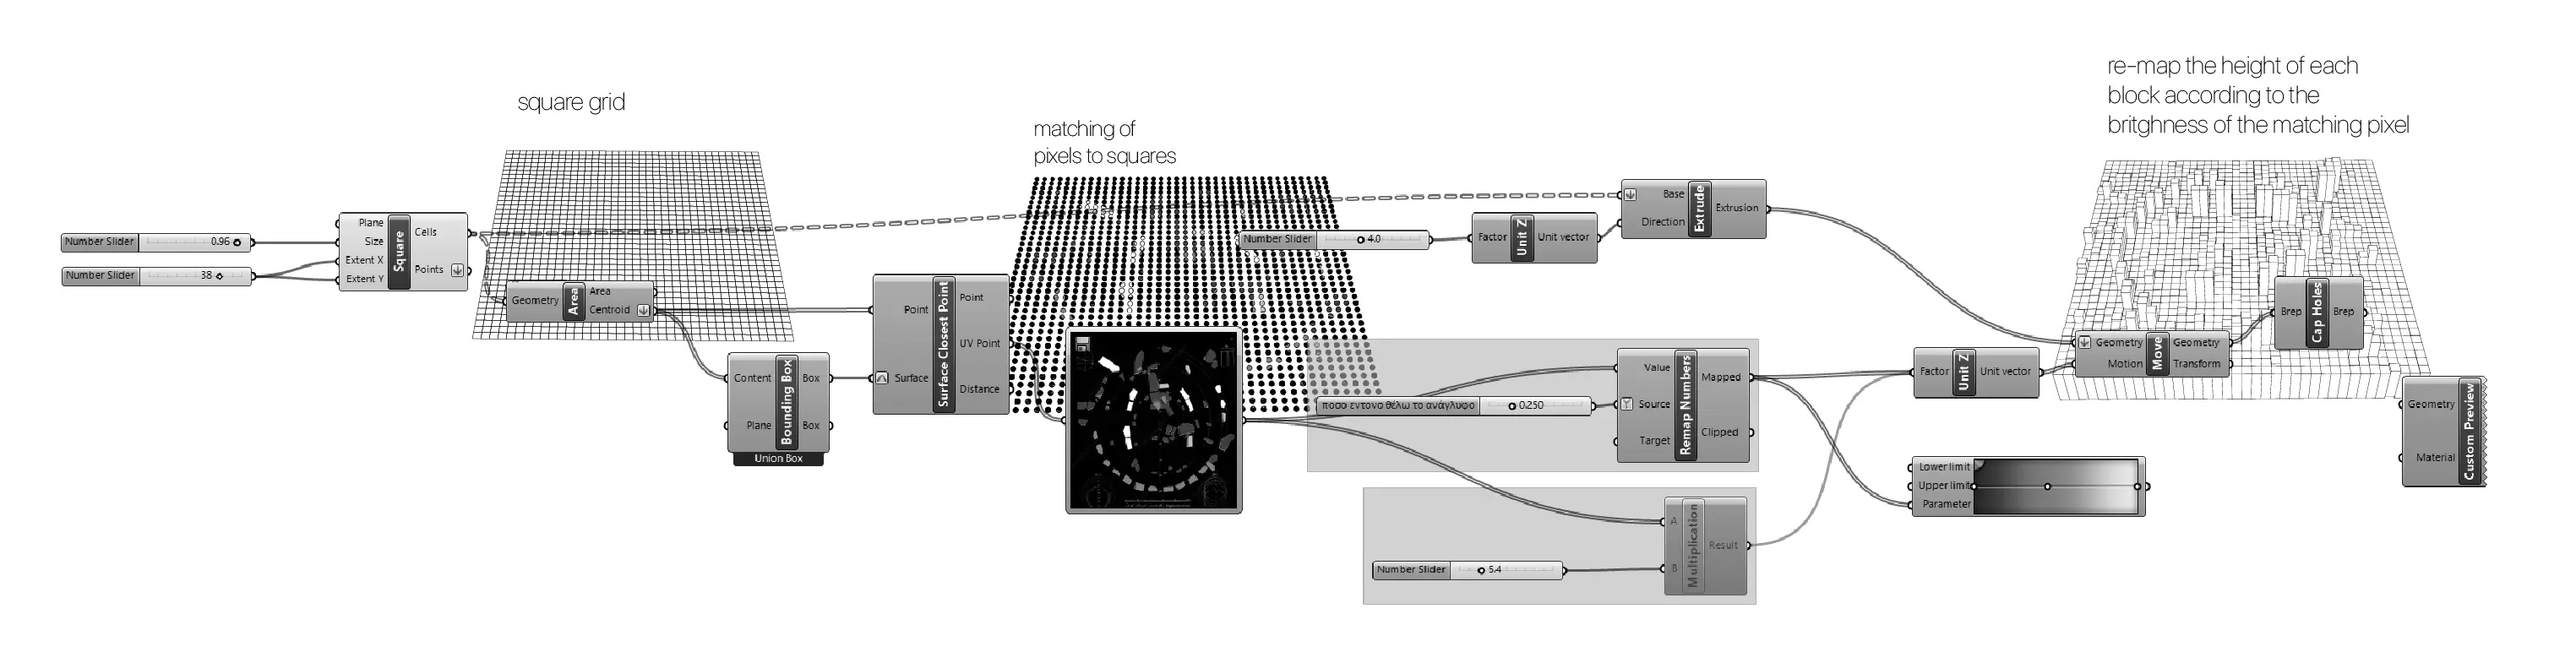 square grid
matching of
pixels to squares
re-map the height of each
block according to the
britghness of the matching pixel
Number Slider 0.96
Number Slider 38
Plane
Size
Extent X
Extent Y
Square
Cells
Points
Geometry
Area
Area
Centroid
Content
Plane
Bounding Box
Box
Box
Union Box
Point
Surface
Surface Closest Point
Point
UV Point
Distance
Number Slider 4.0
Factor
Unit Z
Unit vector
Base
Direction
Extrude
Extrusion
πόσο έντονο θέλω το ανάγλυφο 0.250
Value
Source
Target
Remap Numbers
Mapped
Clipped
Number Slider 5.4
A
B
Multiplication
Result
Factor
Unit Z
Unit vector
Lower limit
Upper limit
Parameter
Geometry
Motion
Move
Geometry
Transform
Brep
Cap Holes
Brep
Geometry
Material
Custom Preview